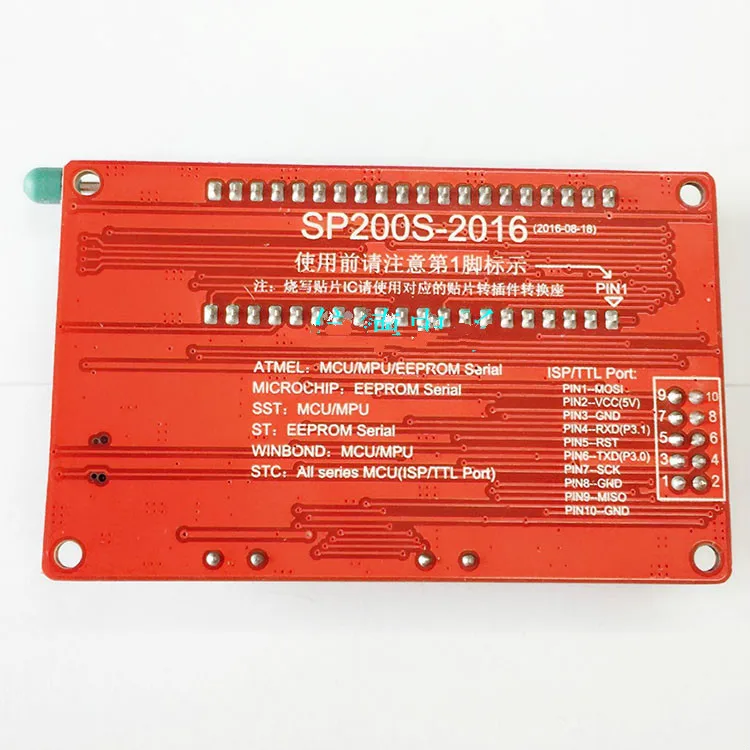 SP200S-2016 (2016-06-16)
使用前请注意第1脚标示
PIN1
注：烧写贴片IC请使用对应的贴片转插件转换座
ATMEL：MCU/MPU/EEPROM Serial
MICROCHIP：EEPROM Serial
SST：MCU/MPU
ST：EEPROM Serial
WINBOND：MCU/MPU
STC：All series MCU(ISP/TTL Port)
ISP/TTL Port:
PIN1--MOSI
PIN2--VCC(5V)
PIN3--GND
PIN4--RXD(P3.1)
PIN5--RST
PIN6--TXD(P3.0)
PIN7--SCK
PIN8--GND
PIN9--MISO
PIN10--GND
9 10
7 8
5 6
3 4
1 2